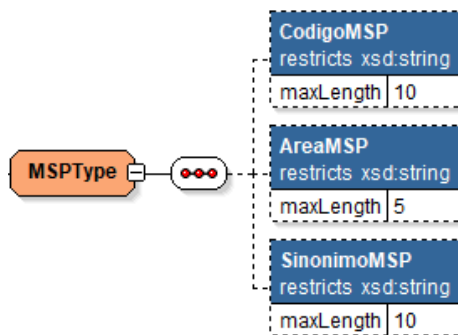 CodigoMSP
restricts xsd:string
maxLength 10
AreaMSP
restricts xsd:string
maxLength 5
MSPType
SinonimoMSP
restricts xsd:string
maxLength 10